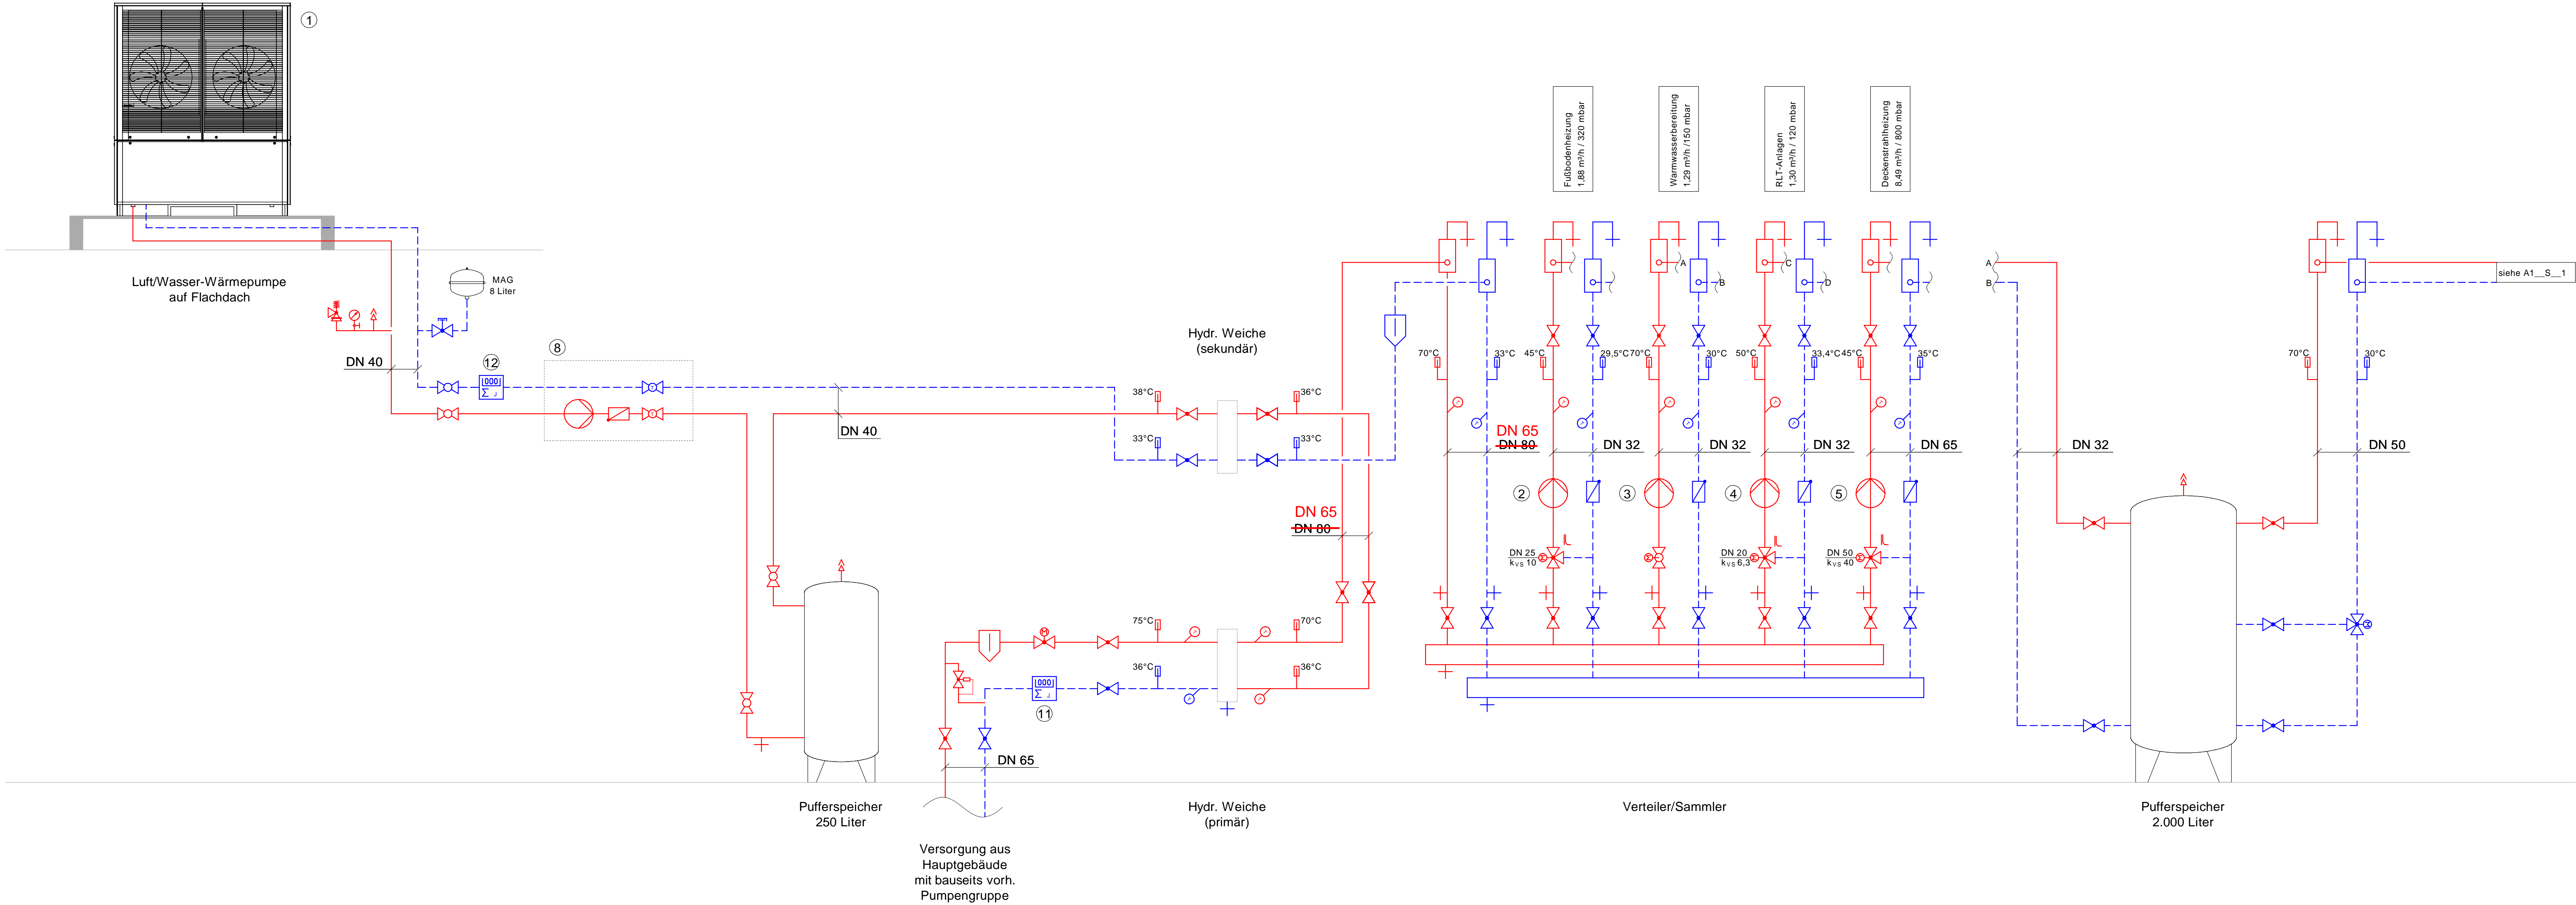 1
Luft/Wasser-Wärmepumpe
auf Flachdach
MAG
8 Liter
DN 40
12
[000]
Σ J
8
DN 40
Hydr. Weiche
(sekundär)
38°C
36°C
33°C
33°C
DN 65
DN 80
75°C
70°C
36°C
36°C
M
[000]
Σ J
11
DN 65
Pufferspeicher
250 Liter
Versorgung aus
Hauptgebäude
mit bauseits vorh.
Pumpengruppe
Hydr. Weiche
(primär)
Fußbodenheizung
1,88 m³/h / 320 mbar
Warmwasserbereitung
1,29 m³/h /150 mbar
RLT-Anlagen
1,30 m³/h / 120 mbar
Deckenstrahlheizung
8,49 m³/h / 800 mbar
A
B
C
D
70°C
33°C
45°C
29,5°C
70°C
30°C
50°C
33,4°C
45°C
35°C
DN 65
DN 80
DN 32
DN 32
DN 32
DN 65
2
3
4
5
DN 25
kvs 10
DN 20
kvs 6,3
DN 50
kvs 40
Verteiler/Sammler
A
B
DN 32
70°C
30°C
DN 50
siehe A1__S__1
Pufferspeicher
2.000 Liter